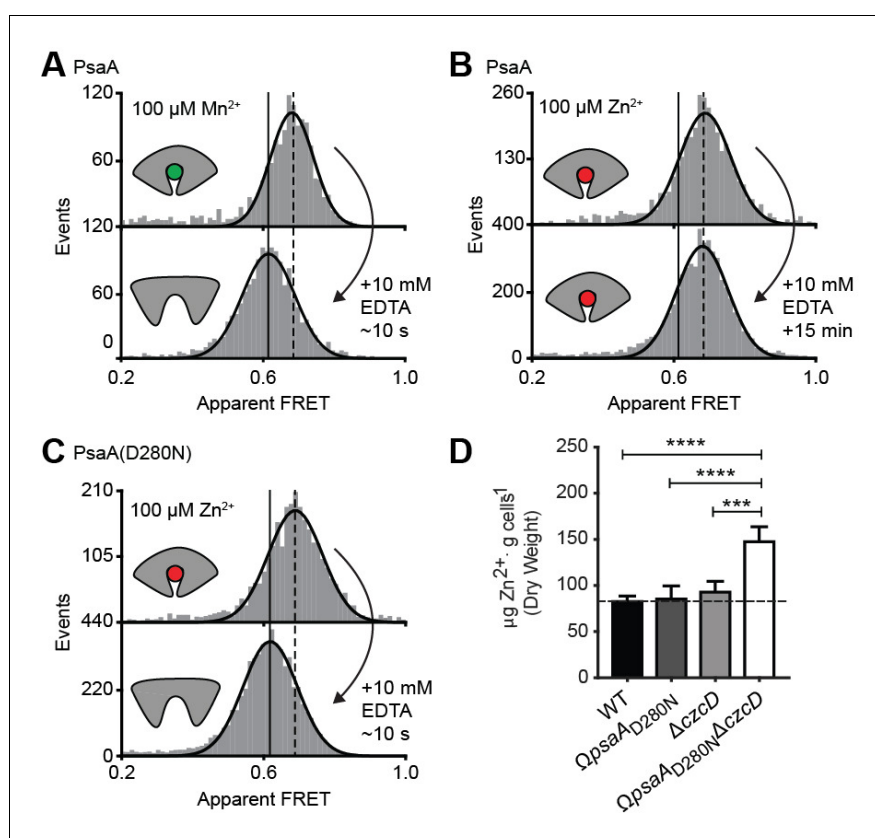 A PsaA
120
100 µM Mn²⁺
60
120
60
0
Events
+10 mM
EDTA
~10 s
0.2 0.6 1.0
Apparent FRET
B PsaA
260
100 µM Zn²⁺
130
400
200
0
Events
+10 mM
EDTA
+15 min
0.2 0.6 1.0
Apparent FRET
C PsaA(D280N)
210
100 µM Zn²⁺
105
440
220
0
Events
+10 mM
EDTA
~10 s
0.2 0.6 1.0
Apparent FRET
D
µg Zn²⁺. g cells⁻¹
(Dry Weight)
250
200
150
100
50
0
****
****
***
WT
ΩpsaA_D280N
ΔczcD
ΩpsaA_D280NΔczcD